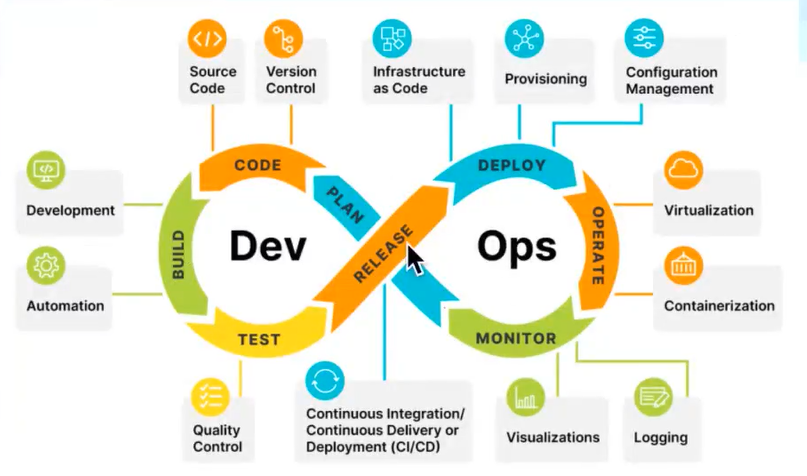 Source
Code
Version
Control
Infrastructure
as Code
Provisioning
Configuration
Management
CODE
PLAN
DEPLOY
Development
BUILD
Dev
RELEASE
Ops
OPERATE
Virtualization
Automation
Containerization
TEST
MONITOR
Quality
Control
Continuous Integration/
Continuous Delivery or
Deployment (CI/CD)
Visualizations
Logging